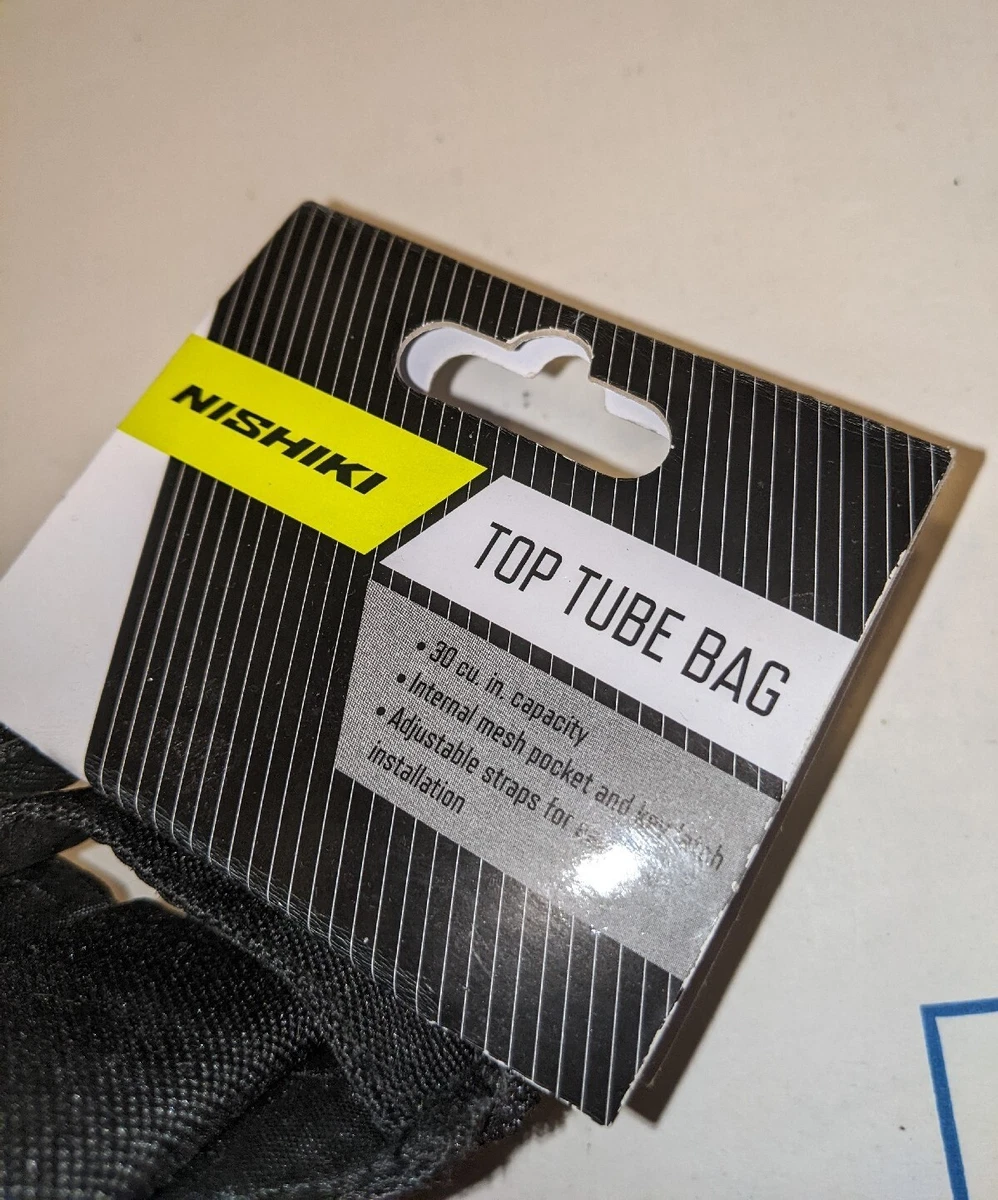 NISHIKI
TOP TUBE BAG
• 30 cu. in. capacity
• Internal mesh pocket and key latch
• Adjustable straps for
installation